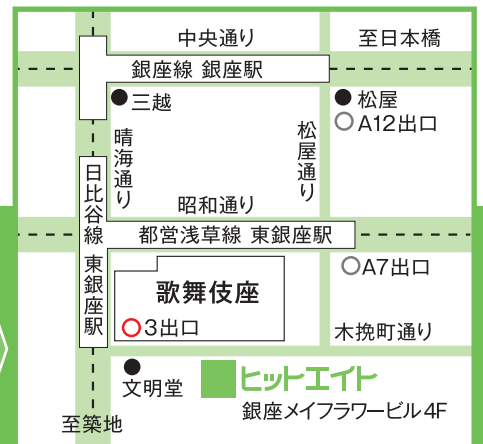 中央通り
至日本橋
銀座線 銀座駅
三越
松屋
A12出口
晴海通り
松屋通り
昭和通り
日比谷線 東銀座駅
都営浅草線 東銀座駅
歌舞伎座
A7出口
3出口
木挽町通り
文明堂
ヒットエイト
銀座メイフラワービル4F
至築地